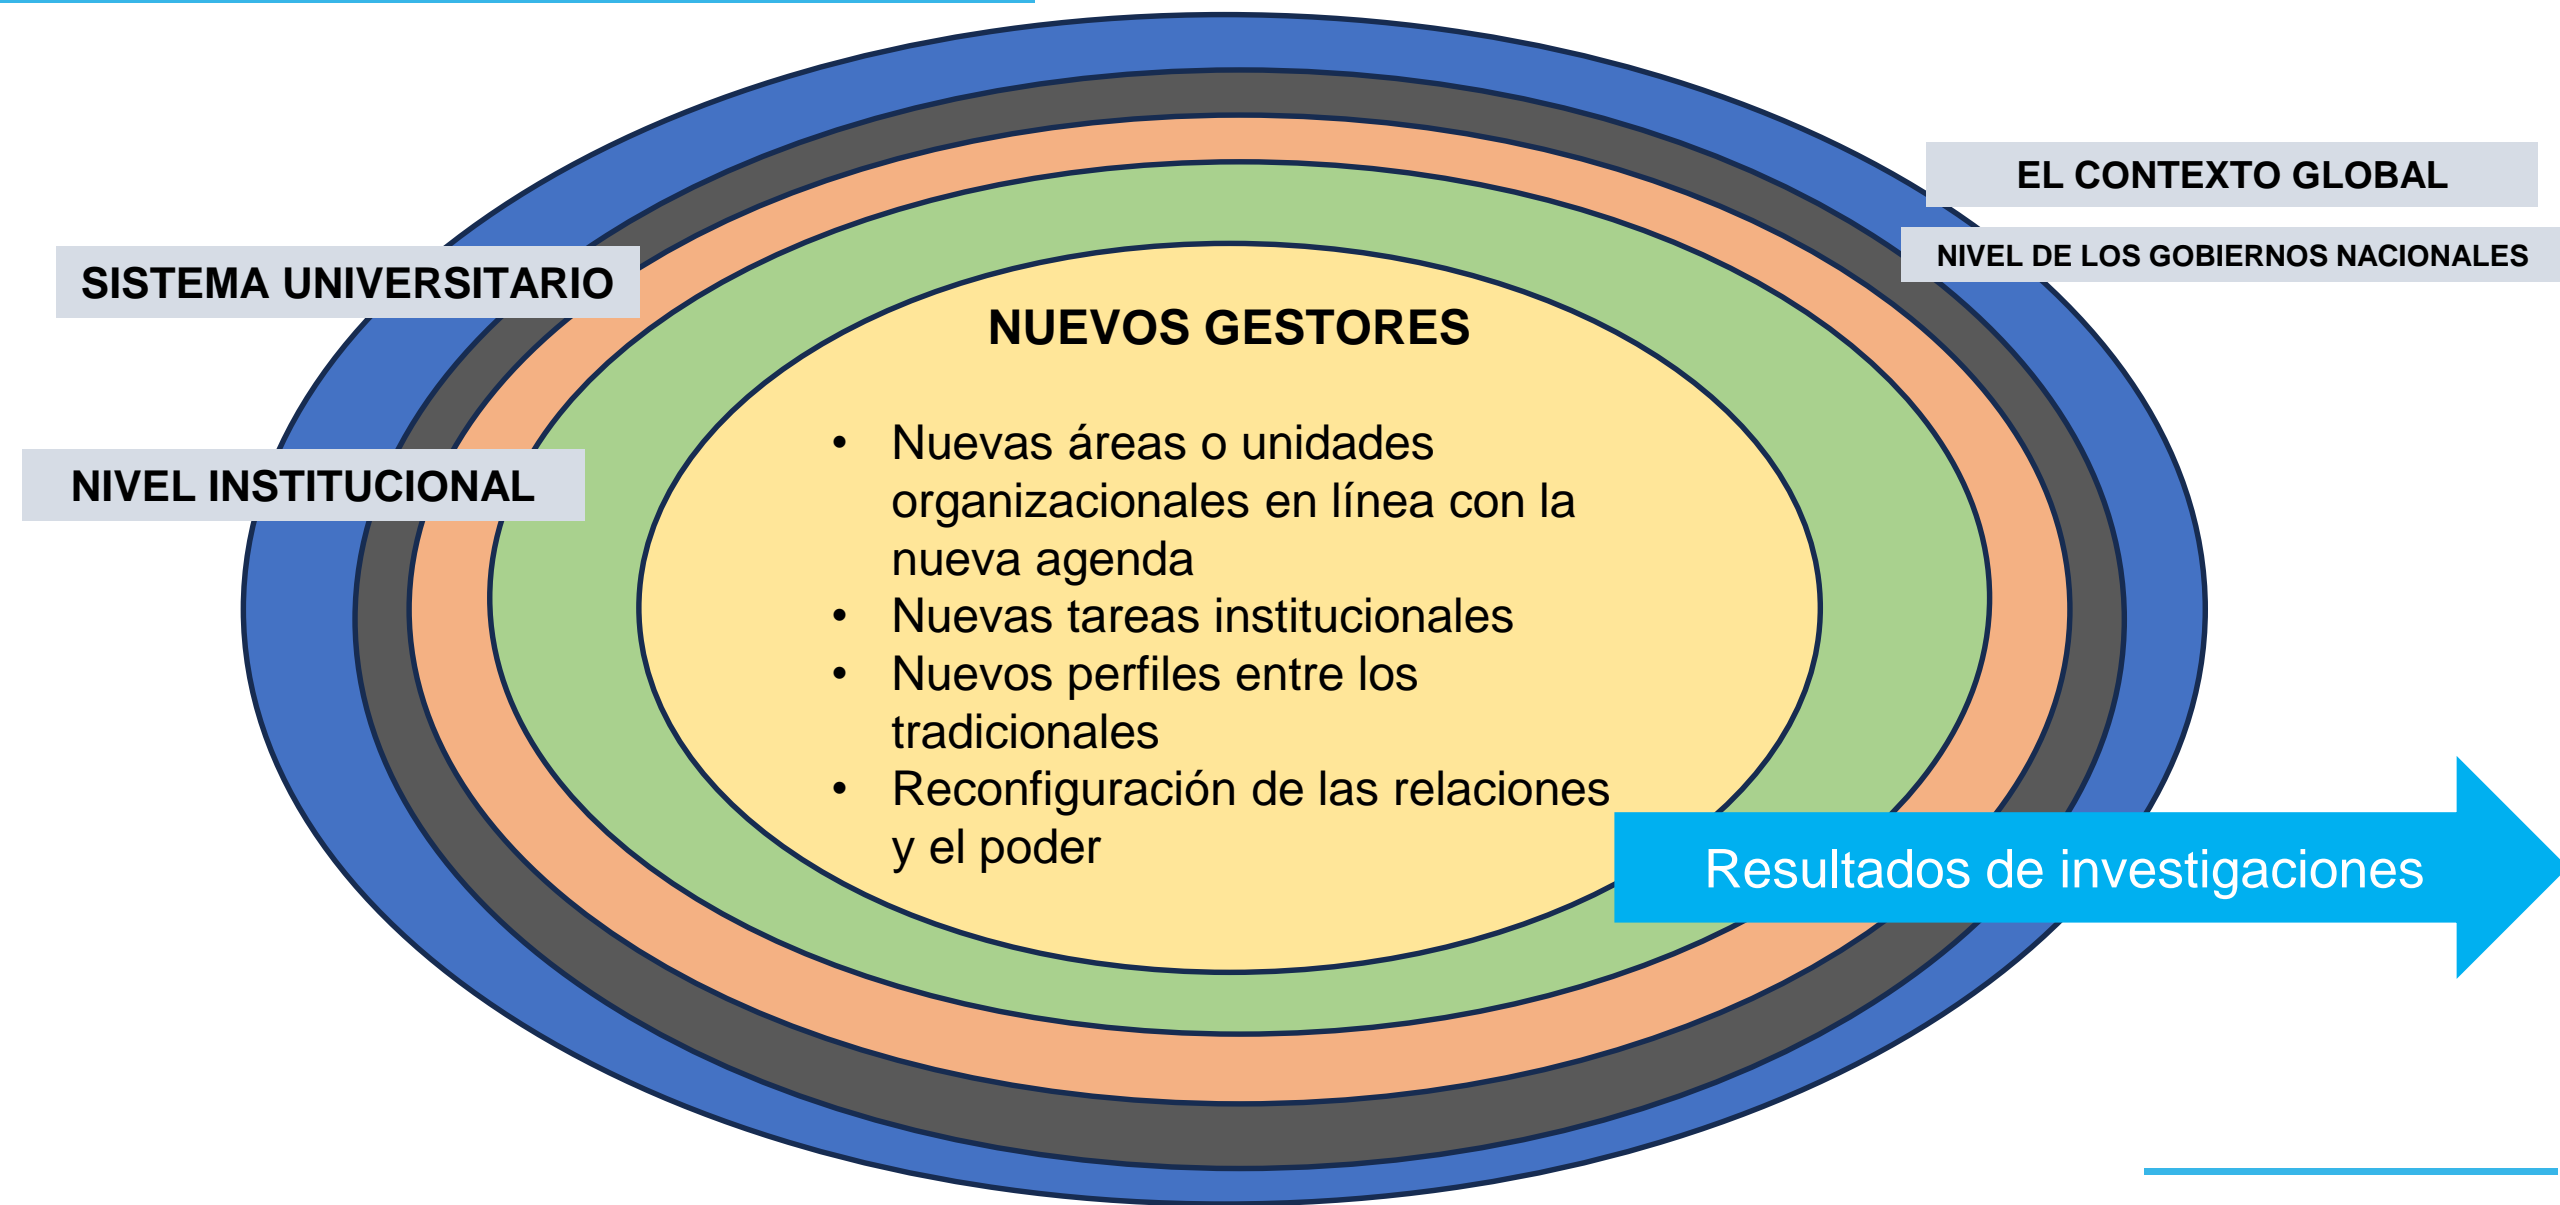 EL CONTEXTO GLOBAL
NIVEL DE LOS GOBIERNOS NACIONALES
SISTEMA UNIVERSITARIO
NIVEL INSTITUCIONAL
NUEVOS GESTORES
• Nuevas áreas o unidades
organizacionales en línea con la
nueva agenda
• Nuevas tareas institucionales
• Nuevos perfiles entre los
tradicionales
• Reconfiguración de las relaciones
y el poder
Resultados de investigaciones